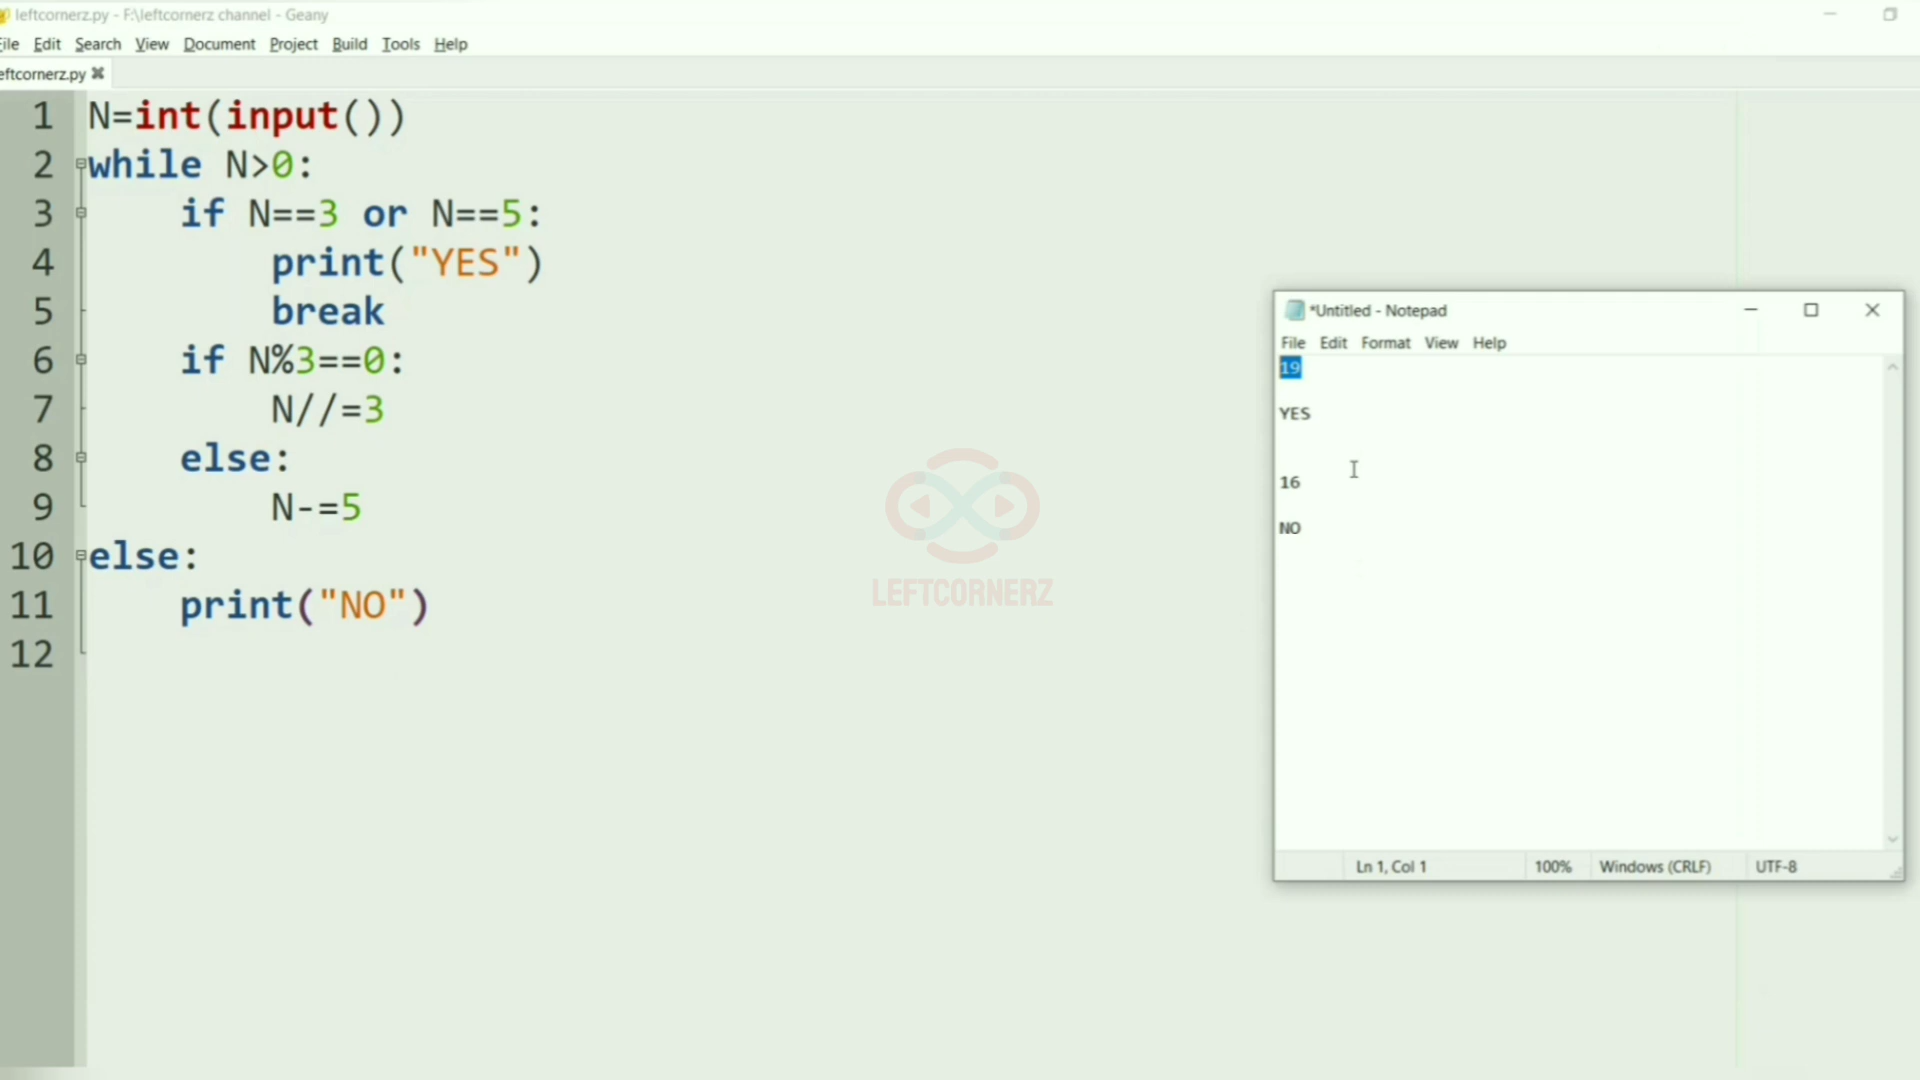 leftcornerz.py - F:\leftcornerz channel - Geany
ile Edit Search View Document Project Build Tools Help
eftcornerz.py
1 N=int(input())
2 while N>0:
3 if N==3 or N==5:
4 print("YES")
5 break
6 if N%3==0:
7 N//=3
8 else:
9 N-=5
10 else:
11 print("NO")
12
LEFTCORNERZ
*Untitled - Notepad
File Edit Format View Help
19
YES
16
NO
Ln 1, Col 1 100% Windows (CRLF) UTF-8